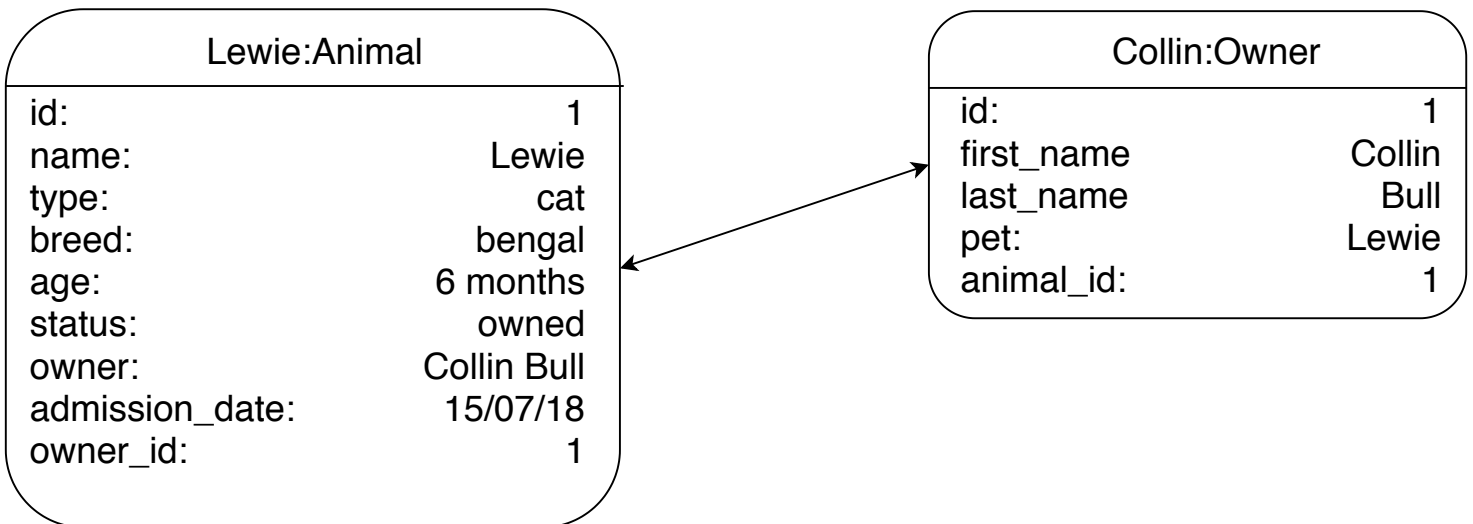 Lewie:Animal
id: 1
name: Lewie
type: cat
breed: bengal
age: 6 months
status: owned
owner: Collin Bull
admission_date: 15/07/18
owner_id: 1
Collin:Owner
id: 1
first_name Collin
last_name Bull
pet: Lewie
animal_id: 1